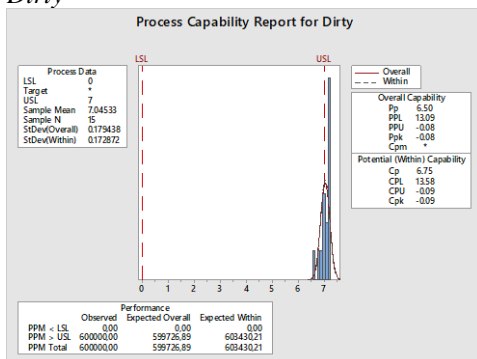 Dirty
Process Capability Report for Dirty
LSL
USL
Process Data
LSL 0
Target *
USL 7
Sample Mean 7.04533
Sample N 15
StDev(Overall) 0.179438
StDev(Within) 0.172872
Overall
Within
Overall Capability
Pp 6.50
PPL 13.09
PPU -0.08
Ppk -0.08
Cpm *
Potential (Within) Capability
Cp 6.75
CPL 13.58
CPU -0.09
Cpk -0.09
0 1 2 3 4 5 6 7
Performance
Observed Expected Overall Expected Within
PPM < LSL 0,00 0,00 0,00
PPM > USL 600000,00 599726,89 603430,21
PPM Total 600000,00 599726,89 603430,21